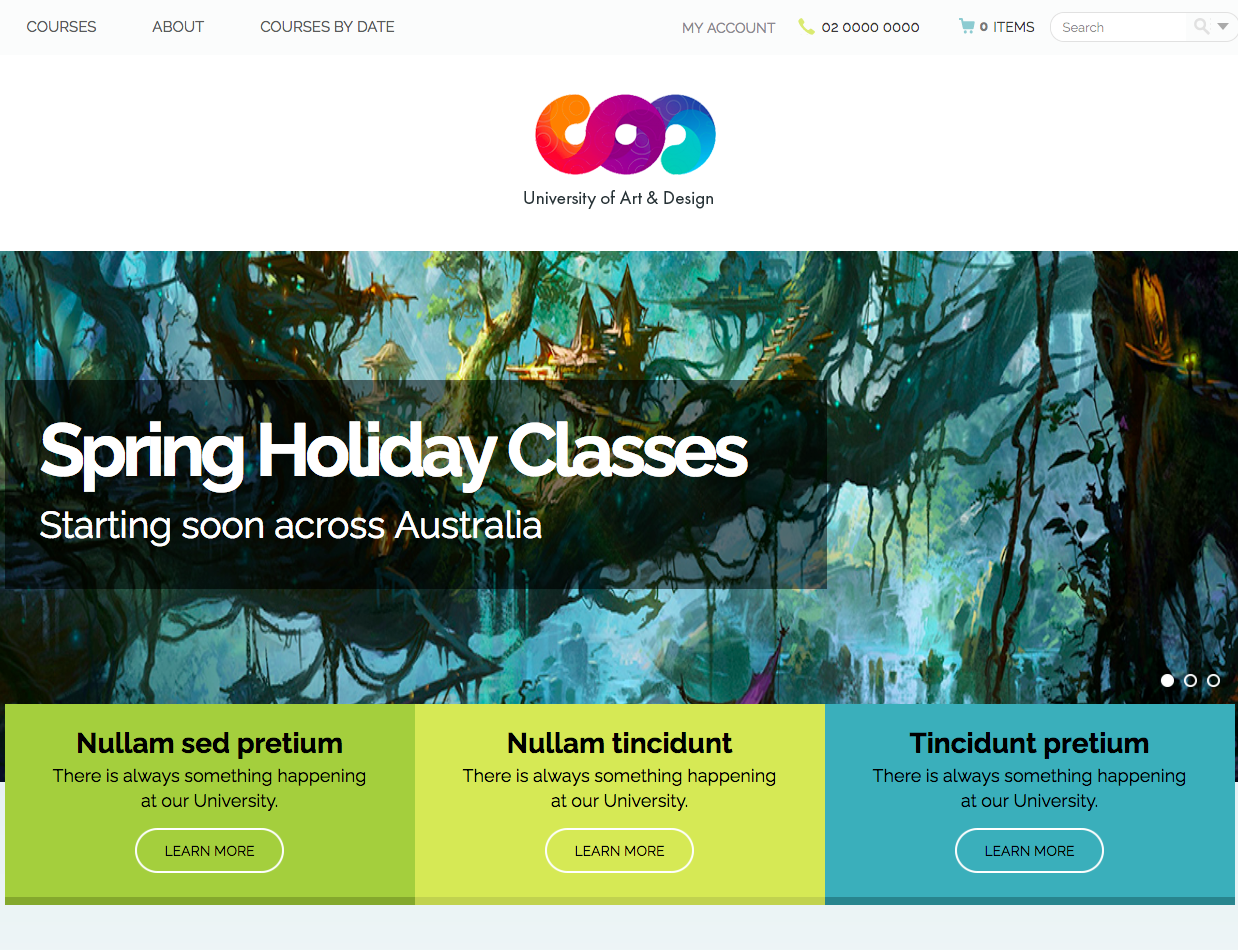 COURSES ABOUT COURSES BY DATE MY ACCOUNT 02 0000 0000 0 ITEMS Search
University of Art & Design
Spring Holiday Classes
Starting soon across Australia
Nullam sed pretium
There is always something happening
at our University.
LEARN MORE
Nullam tincidunt
There is always something happening
at our University.
LEARN MORE
Tincidunt pretium
There is always something happening
at our University.
LEARN MORE